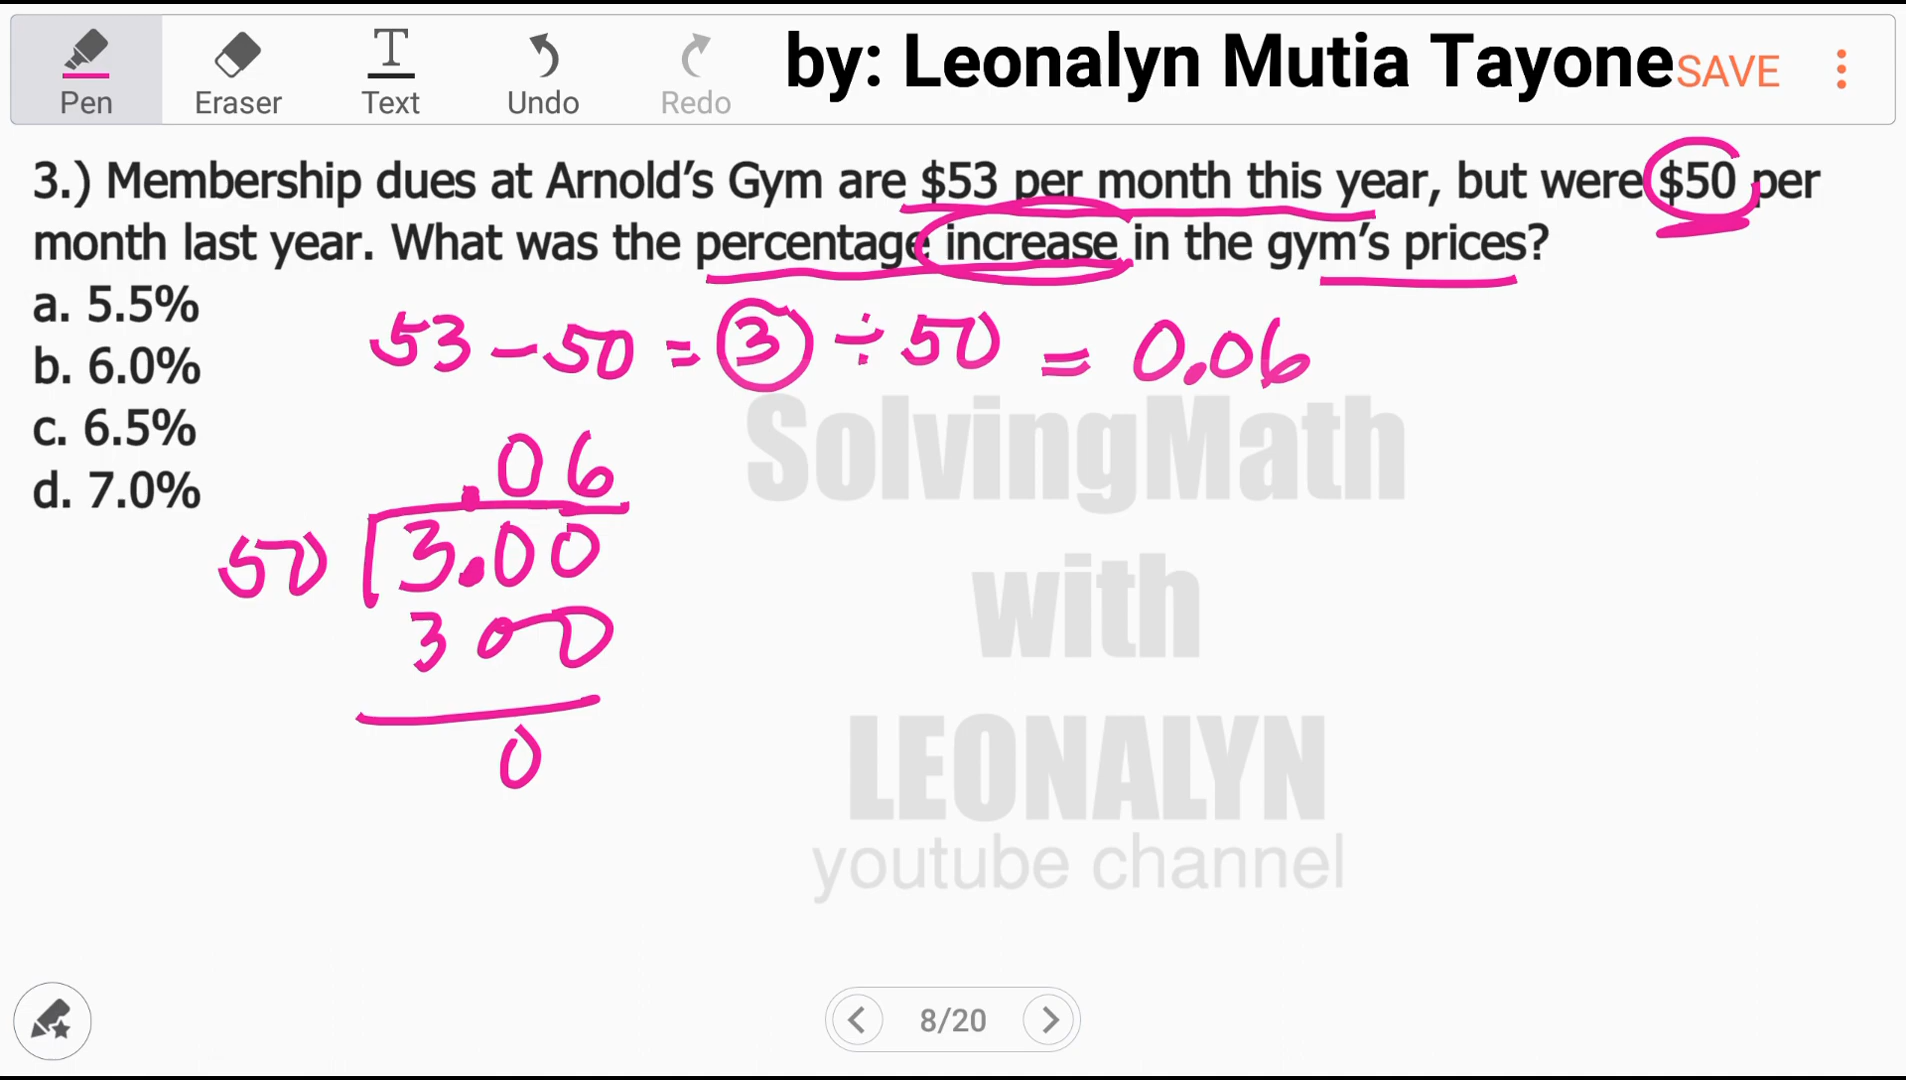 by: Leonalyn Mutia Tayone
Pen Eraser Text Undo Redo SAVE
3.) Membership dues at Arnold’s Gym are $53 per month this year, but were $50 per
month last year. What was the percentage increase in the gym’s prices?
a. 5.5%
b. 6.0%
c. 6.5%
d. 7.0%
53 - 50 = 3 ÷ 50 = 0.06
.06
50 3.00
300
0
SolvingMath
with
LEONALYN
youtube channel
8/20